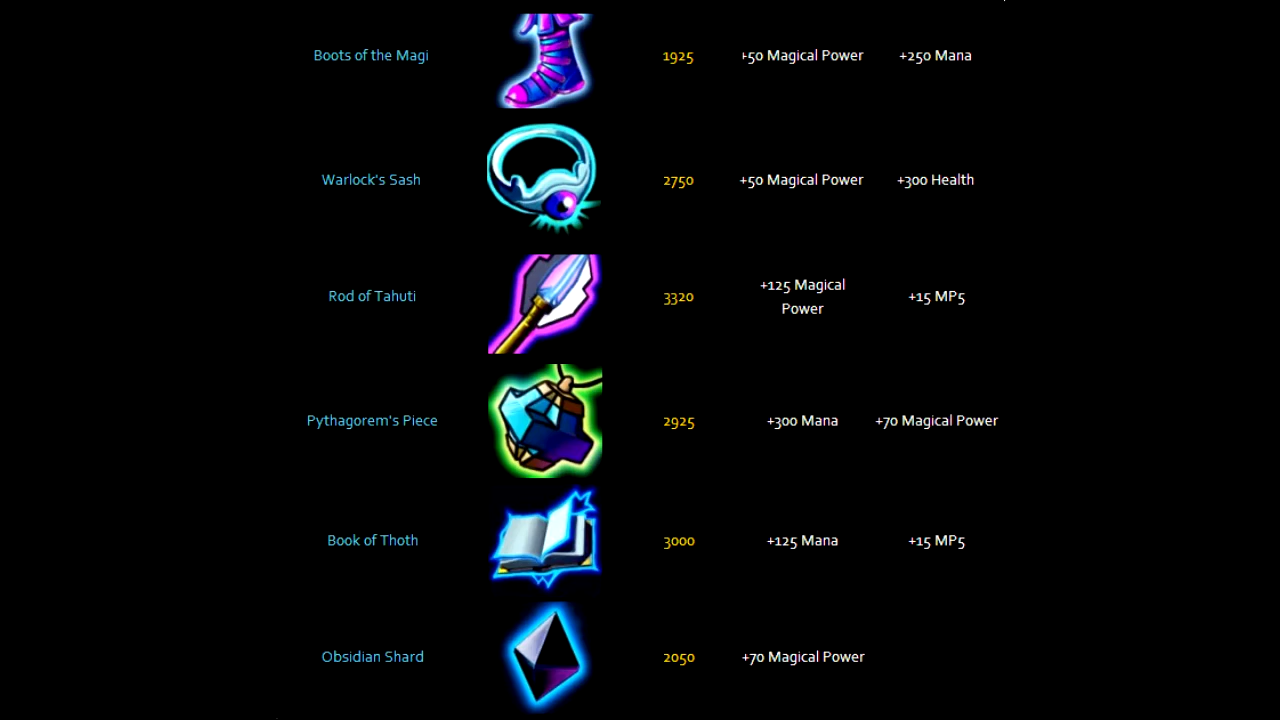 Boots of the Magi 1925 +50 Magical Power +250 Mana
Warlock's Sash 2750 +50 Magical Power +300 Health
Rod of Tahuti 3320 +125 Magical Power +15 MP5
Pythagorem's Piece 2925 +300 Mana +70 Magical Power
Book of Thoth 3000 +125 Mana +15 MP5
Obsidian Shard 2050 +70 Magical Power